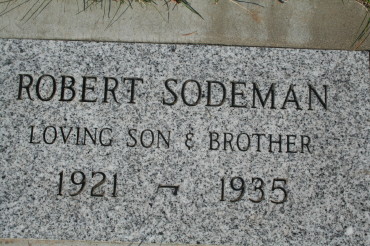 ROBERT SODEMAN
LOVING SON & BROTHER
1921 ¬ 1935